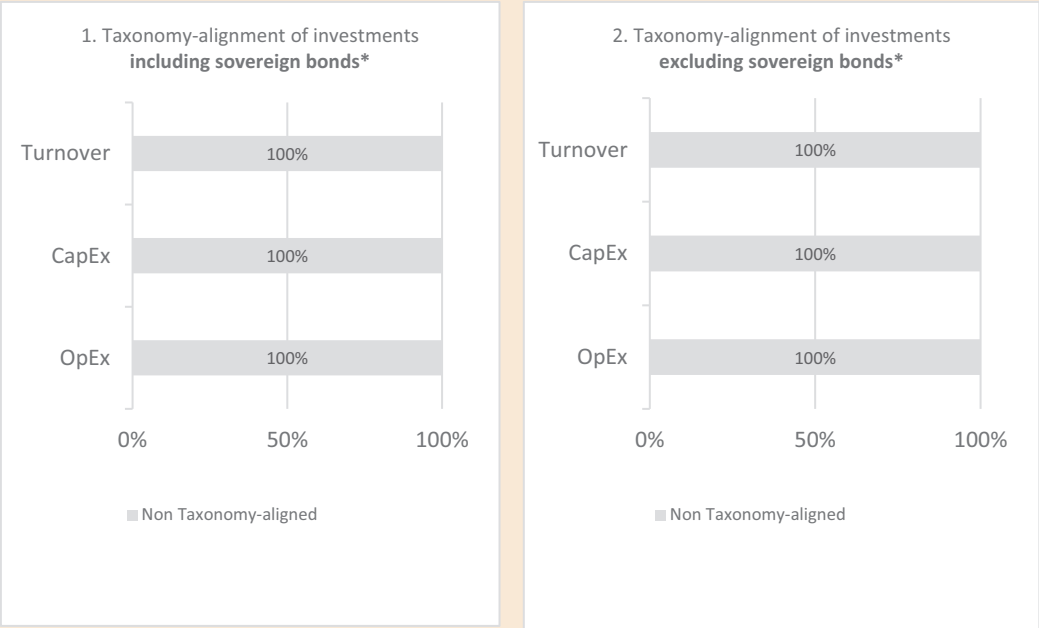 1. Taxonomy-alignment of investments
including sovereign bonds*
Turnover
100%
CapEx
100%
OpEx
100%
0%
50%
100%
Non Taxonomy-aligned
2. Taxonomy-alignment of investments
excluding sovereign bonds*
Turnover
100%
CapEx
100%
OpEx
100%
0%
50%
100%
Non Taxonomy-aligned